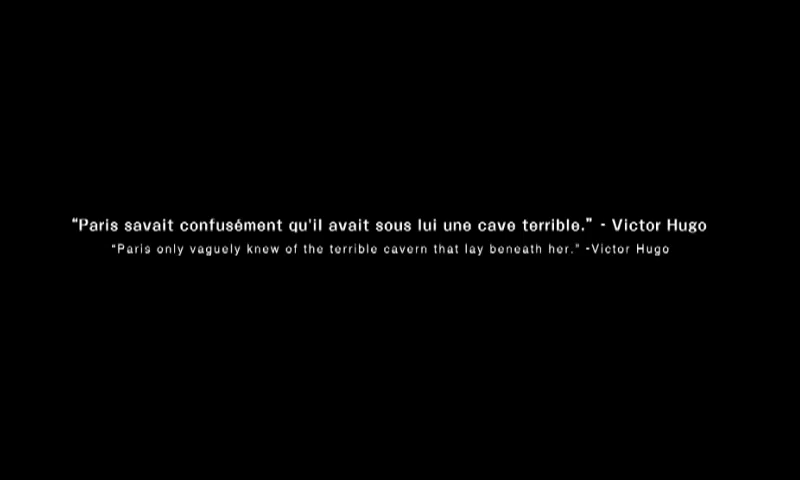 “Paris savait confusément qu'il avait sous lui une cave terrible.” - Victor Hugo
“Paris only vaguely knew of the terrible cavern that lay beneath her.” -Victor Hugo